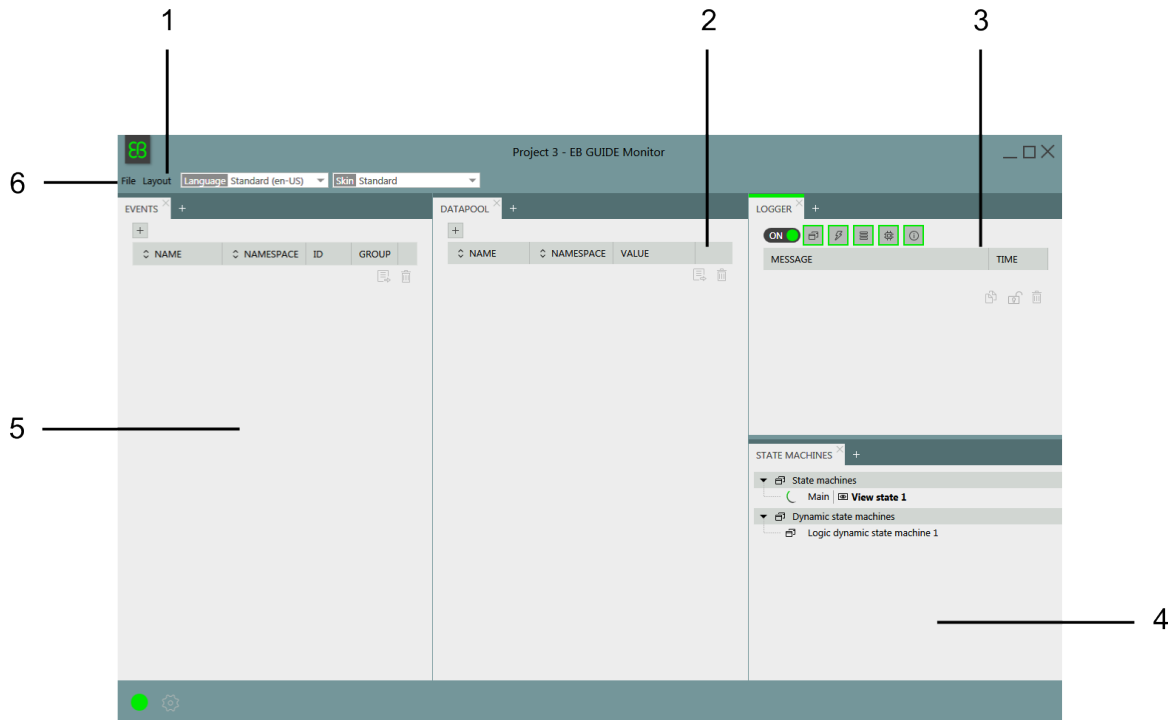 1 2 3
EB
Project 3 - EB GUIDE Monitor
6
File Layout Language Standard (en-US) Skin Standard
EVENTS + DATAPOOL + LOGGER +
+ + ON
NAME NAMESPACE ID GROUP NAME NAMESPACE VALUE MESSAGE TIME
5
STATE MACHINES +
State machines
Main View state 1
Dynamic state machines
Logic dynamic state machine 1
4